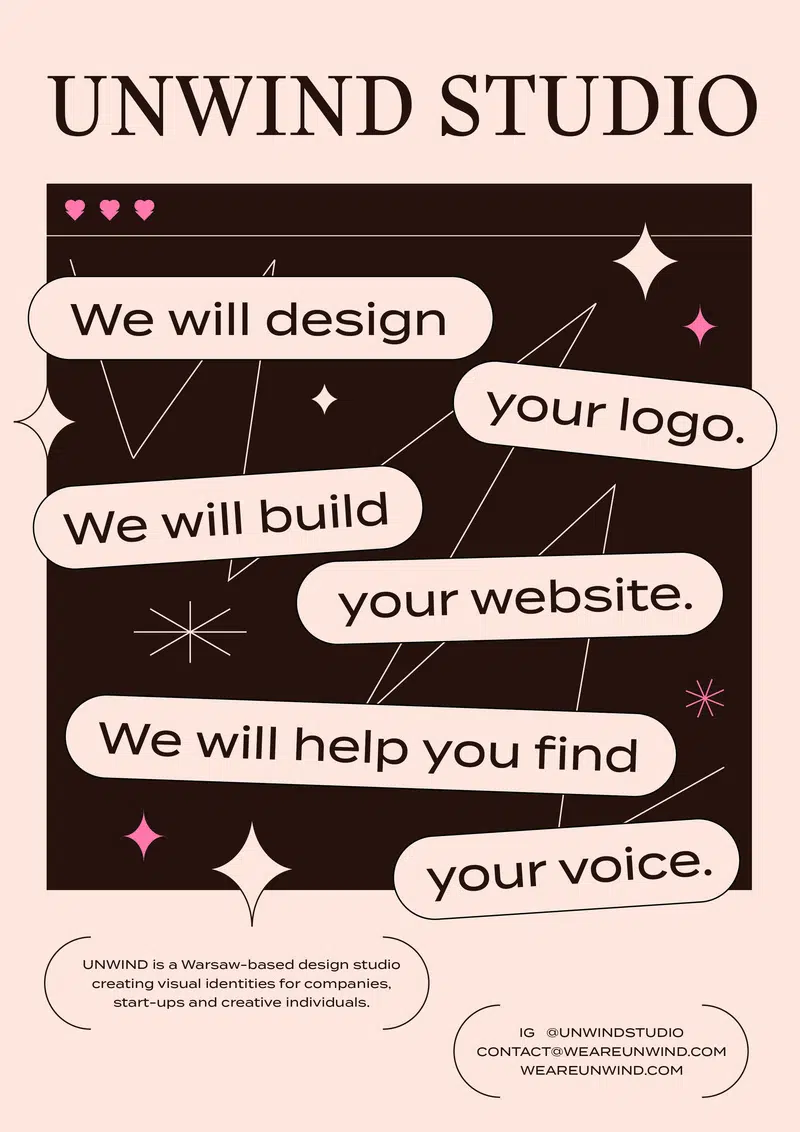 UNWIND STUDIO
We will design
your logo.
We will build
your website.
We will help you find
your voice.
UNWIND is a Warsaw-based design studio
creating visual identities for companies,
start-ups and creative individuals.
IG @UNWINDSTUDIO
CONTACT@WEAREUNWIND.COM
WEAREUNWIND.COM